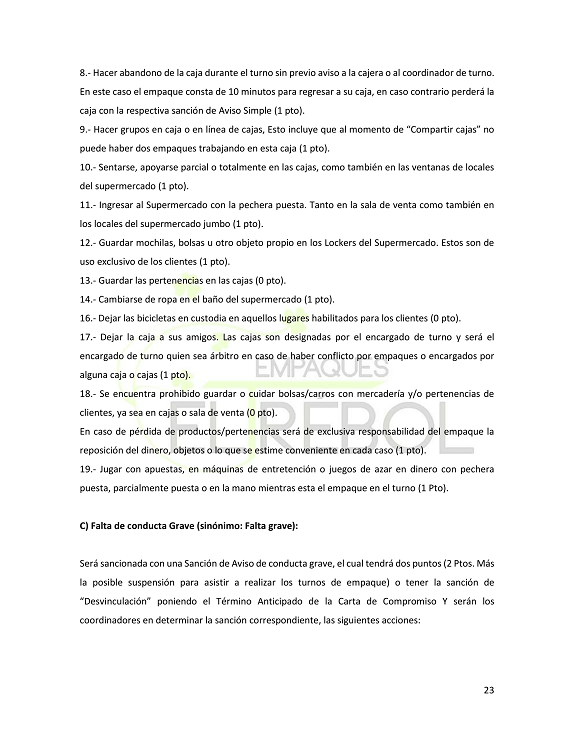 8.- Hacer abandono de la caja durante el turno sin previo aviso a la cajera o al coordinador de turno.
En este caso el empaque consta de 10 minutos para regresar a su caja, en caso contrario perderá la
caja con la respectiva sanción de Aviso Simple (1 pto).
9.- Hacer grupos en caja o en línea de cajas, Esto incluye que al momento de “Compartir cajas” no
puede haber dos empaques trabajando en esta caja (1 pto).
10.- Sentarse, apoyarse parcial o totalmente en las cajas, como también en las ventanas de locales
del supermercado (1 pto).
11.- Ingresar al Supermercado con la pechera puesta. Tanto en la sala de venta como también en
los locales del supermercado jumbo (1 pto).
12.- Guardar mochilas, bolsas u otro objeto propio en los Lockers del Supermercado. Estos son de
uso exclusivo de los clientes (1 pto).
13.- Guardar las pertenencias en las cajas (0 pto).
14.- Cambiarse de ropa en el baño del supermercado (1 pto).
16.- Dejar las bicicletas en custodia en aquellos lugares habilitados para los clientes (0 pto).
17.- Dejar la caja a sus amigos. Las cajas son designadas por el encargado de turno y será el
encargado de turno quien sea árbitro en caso de haber conflicto por empaques o encargados por
alguna caja o cajas (1 pto).
EMPAQUES
18.- Se encuentra prohibido guardar o cuidar bolsas/carros con mercadería y/o pertenencias de
clientes, ya sea en cajas o sala de venta (0 pto).
EL TREBOL
En caso de pérdida de productos/pertenencias será de exclusiva responsabilidad del empaque la
reposición del dinero, objetos o lo que se estime conveniente en cada caso (1 pto).
19.- Jugar con apuestas, en máquinas de entretención o juegos de azar en dinero con pechera
puesta, parcialmente puesta o en la mano mientras esta el empaque en el turno (1 Pto).
C) Falta de conducta Grave (sinónimo: Falta grave):
Será sancionada con una Sanción de Aviso de conducta grave, el cual tendrá dos puntos (2 Ptos. Más
la posible suspensión para asistir a realizar los turnos de empaque) o tener la sanción de
“Desvinculación” poniendo el Término Anticipado de la Carta de Compromiso Y serán los
coordinadores en determinar la sanción correspondiente, las siguientes acciones:
23